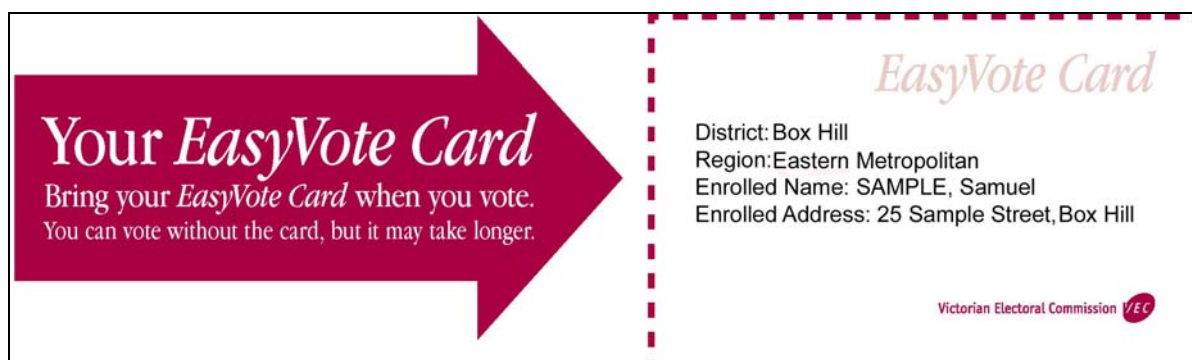 Your EasyVote Card
Bring your EasyVote Card when you vote.
You can vote without the card, but it may take longer.
EasyVote Card
District: Box Hill
Region: Eastern Metropolitan
Enrolled Name: SAMPLE, Samuel
Enrolled Address: 25 Sample Street, Box Hill
Victorian Electoral Commission VEC